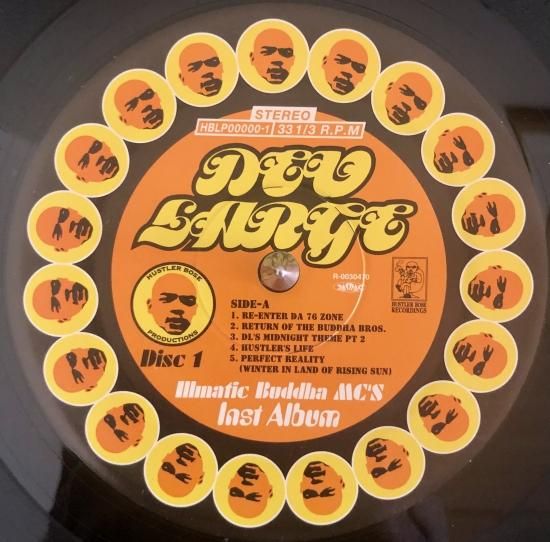 STEREO
HBLP00000-1 33 1/3 R.P.M
DEV
LARGE
R-0030410
HUSTLER BOSE
PRODUCTIONS
HUSTLER BOSE
RECORDINGS
Disc 1
SIDE-A
1. RE-ENTER DA 76 ZONE
2. RETURN OF THE BUDDHA BROS.
3. DL'S MIDNIGHT THEME PT 2
4. HUSTLER'S LIFE
5. PERFECT REALITY
(WINTER IN LAND OF RISING SUN)
Illmatic Buddha MC'S
last Album